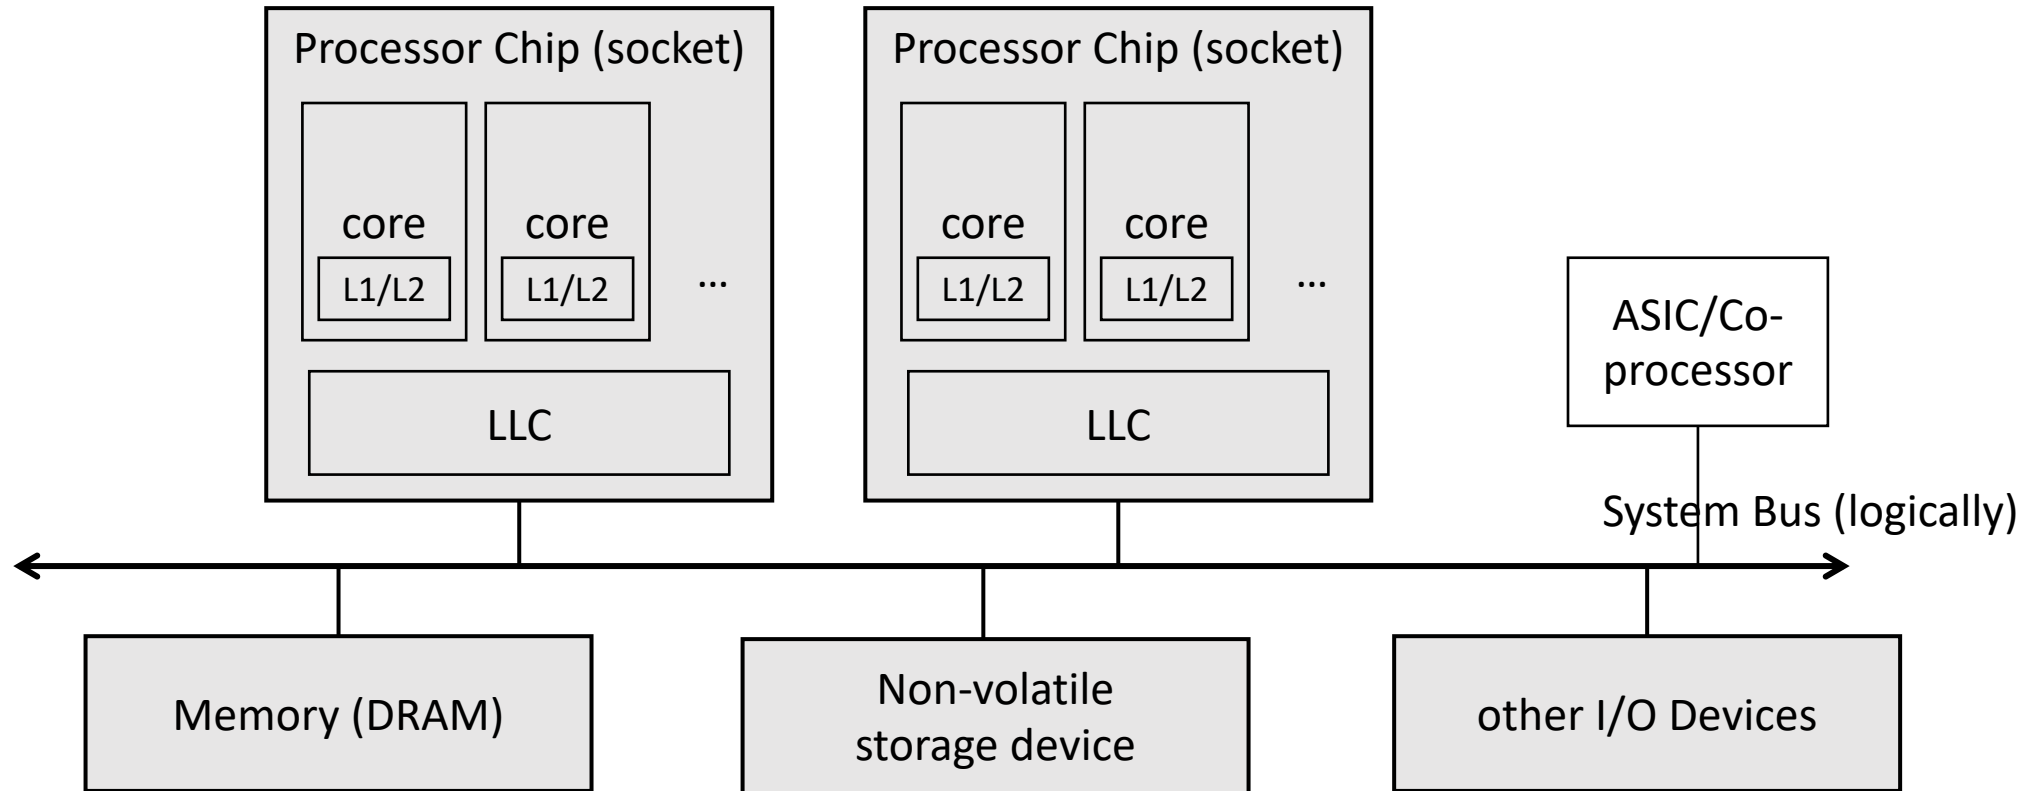 Processor Chip (socket)
core
L1/L2
core
L1/L2
...
LLC
Processor Chip (socket)
core
L1/L2
core
L1/L2
...
LLC
ASIC/Co-
processor
System Bus (logically)
Memory (DRAM)
Non-volatile
storage device
other I/O Devices